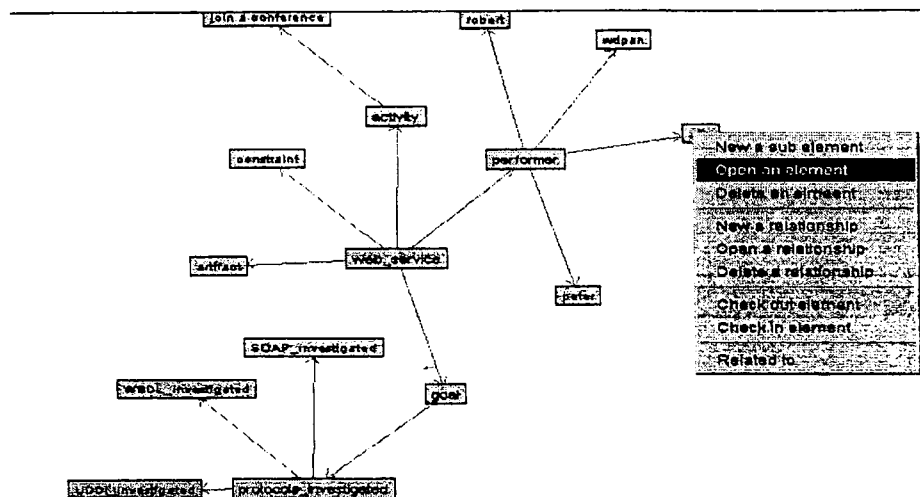 join a conference
robert
wdpan
activity
constraint
performer
New a sub element
Open an element
Delete an elmeent
New a relationship
Open a relationship
Delete a relationship
Check out element
Check in element
Related to
web_service
artifact
peter
SOAP_investigated
WSDL_investigated
goal
UDDI_investigated
protocols_investigated